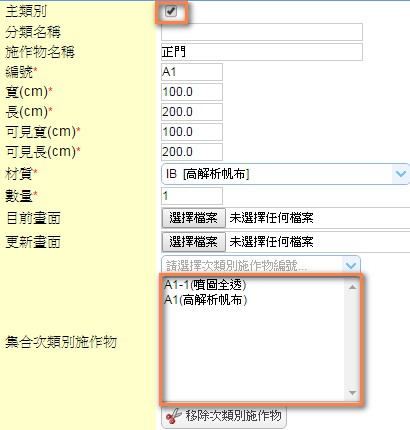 主類別
分類名稱
施作物名稱 正門
編號* A1
寬(cm)* 100.0
長(cm)* 200.0
可見寬(cm)* 100.0
可見長(cm)* 200.0
材質* IB [高解析帆布]
數量* 1
目前畫面 選擇檔案 未選擇任何檔案
更新畫面 選擇檔案 未選擇任何檔案
請選擇次類別施作物編號...
A1-1(噴圖全透)
A1(高解析帆布)
集合次類別施作物
移除次類別施作物